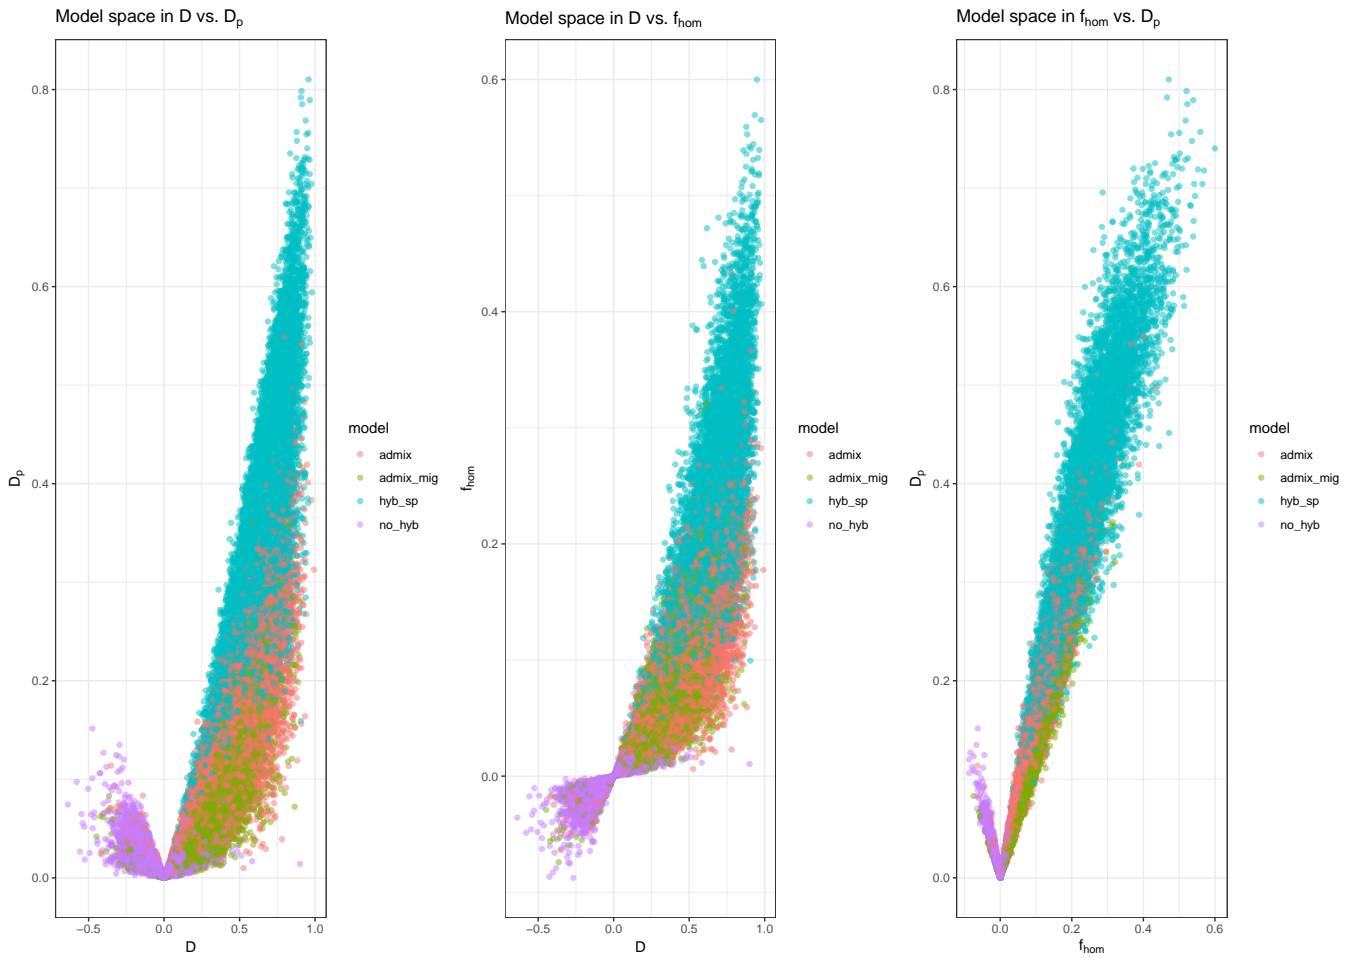 Model space in D vs. Dp
0.8
0.6
0.4
0.2
0.0
Dp
−0.5 0.0 0.5 1.0
D
model
admix
admix_mig
hyb_sp
no_hyb
Model space in D vs. fhom
0.6
0.4
0.2
0.0
fhom
−0.5 0.0 0.5 1.0
D
model
admix
admix_mig
hyb_sp
no_hyb
Model space in fhom vs. Dp
0.8
0.6
0.4
0.2
0.0
Dp
0.0 0.2 0.4 0.6
fhom
model
admix
admix_mig
hyb_sp
no_hyb